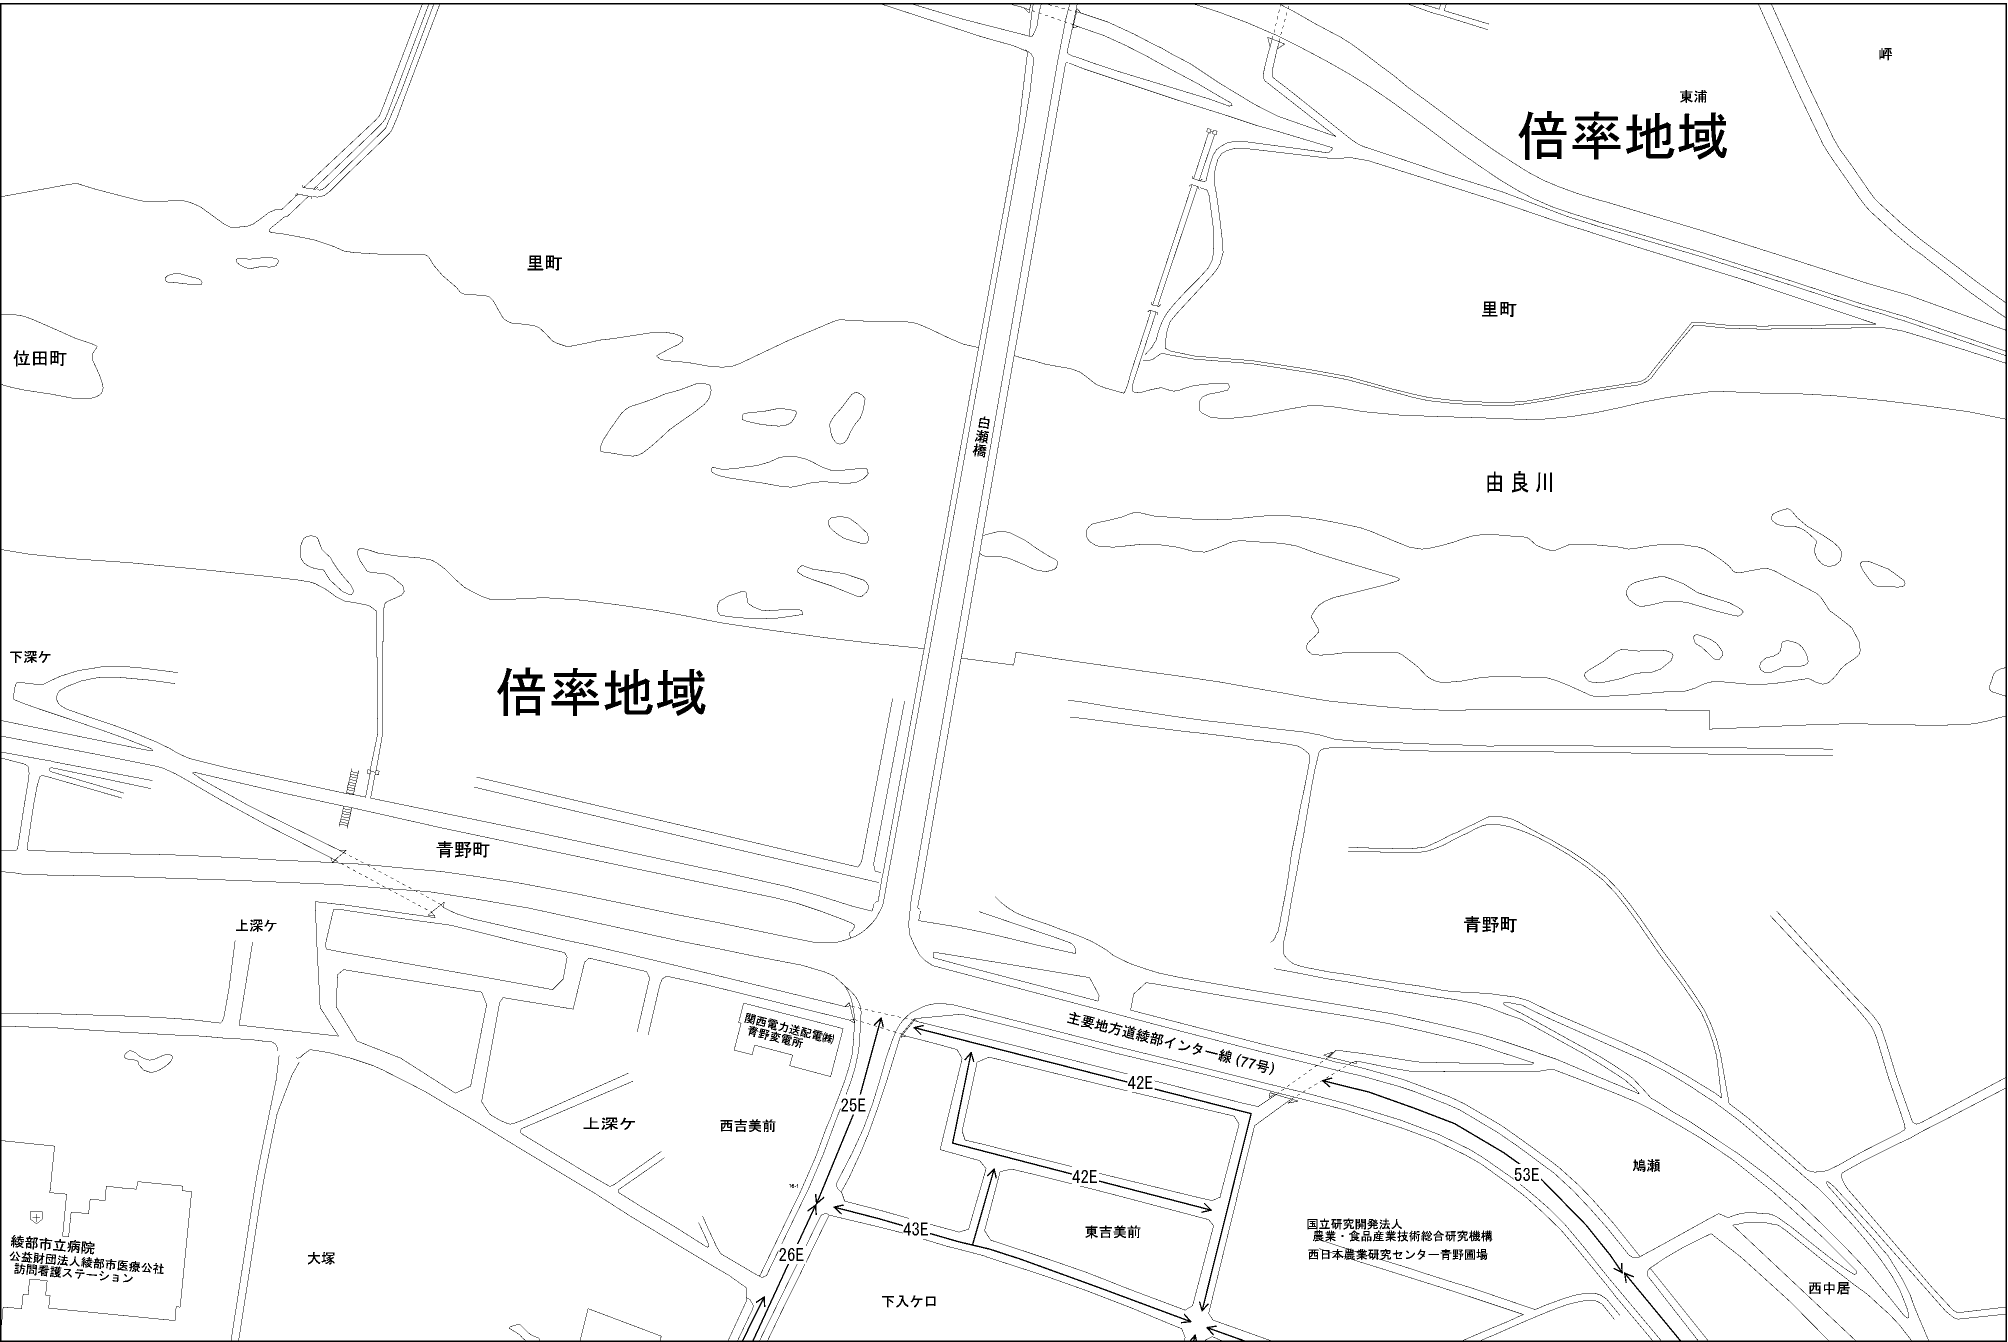 岼
東浦
倍率地域
里町
里町
位田町
白瀬橋
由良川
下深ケ
倍率地域
青野町
上深ケ
青野町
関西電力送配電㈱
青野変電所
主要地方道綾部インター線(77号)
42E
25E
上深ケ
西吉美前
42E
53E
鳩瀬
16-1
43E
東吉美前
国立研究開発法人
農業・食品産業技術総合研究機構
西日本農業研究センター青野圃場
綾部市立病院
公益財団法人綾部市医療公社
訪問看護ステーション
大塚
26E
下入ケ口
西中居